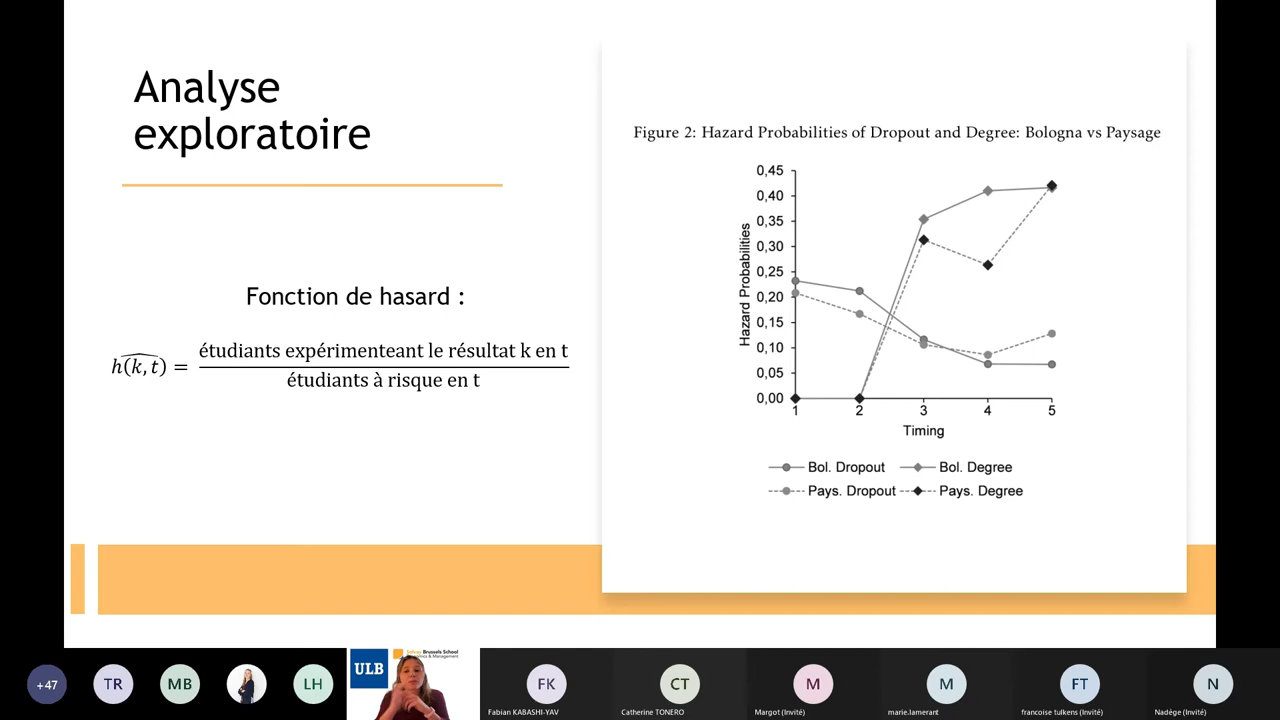 Analyse
exploratoire
Fonction de hasard :
h(k, t) = étudiants expérimenteant le résultat k en t
étudiants à risque en t
Figure 2: Hazard Probabilities of Dropout and Degree: Bologna vs Paysage
Hazard Probabilities
0,45
0,40
0,35
0,30
0,25
0,20
0,15
0,10
0,05
0,00
1 2 3 4 5
Timing
Bol. Dropout Bol. Degree
Pays. Dropout Pays. Degree
+47
TR
MB
LH
ULB
Brussels School
FK
Fabian KABASHI-YAV
CT
Catherine TONERO
M
Margot (Invité)
M
marie.lamerant
FT
francoise tulkens (Invité)
N
Nadége (Invité)